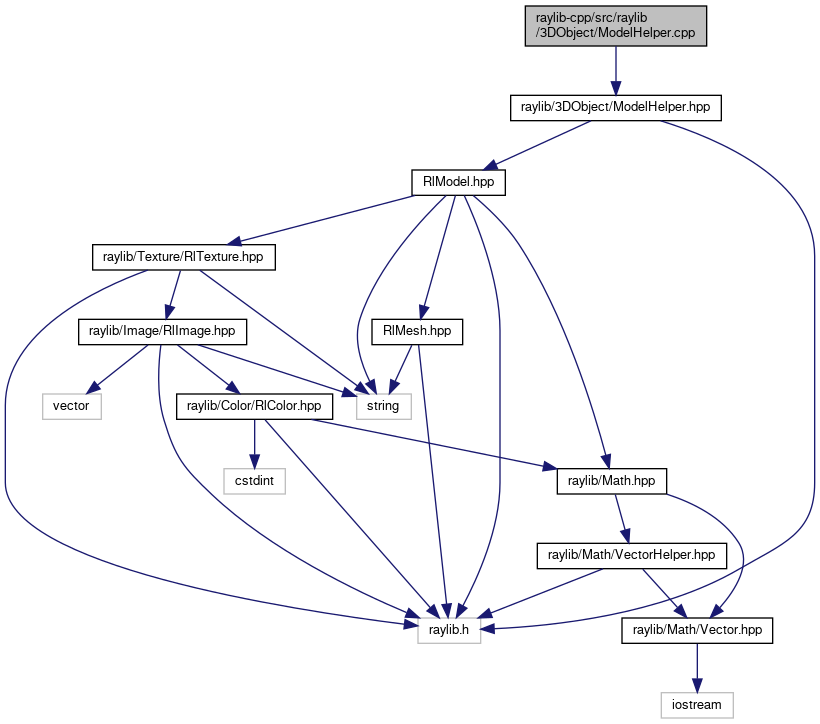 raylib-cpp/src/raylib
/3DObject/ModelHelper.cpp
raylib/3DObject/ModelHelper.hpp
RlModel.hpp
raylib/Texture/RlTexture.hpp
raylib/Image/RlImage.hpp
RlMesh.hpp
vector
raylib/Color/RlColor.hpp
string
cstdint
raylib/Math.hpp
raylib/Math/VectorHelper.hpp
raylib.h
raylib/Math/Vector.hpp
iostream